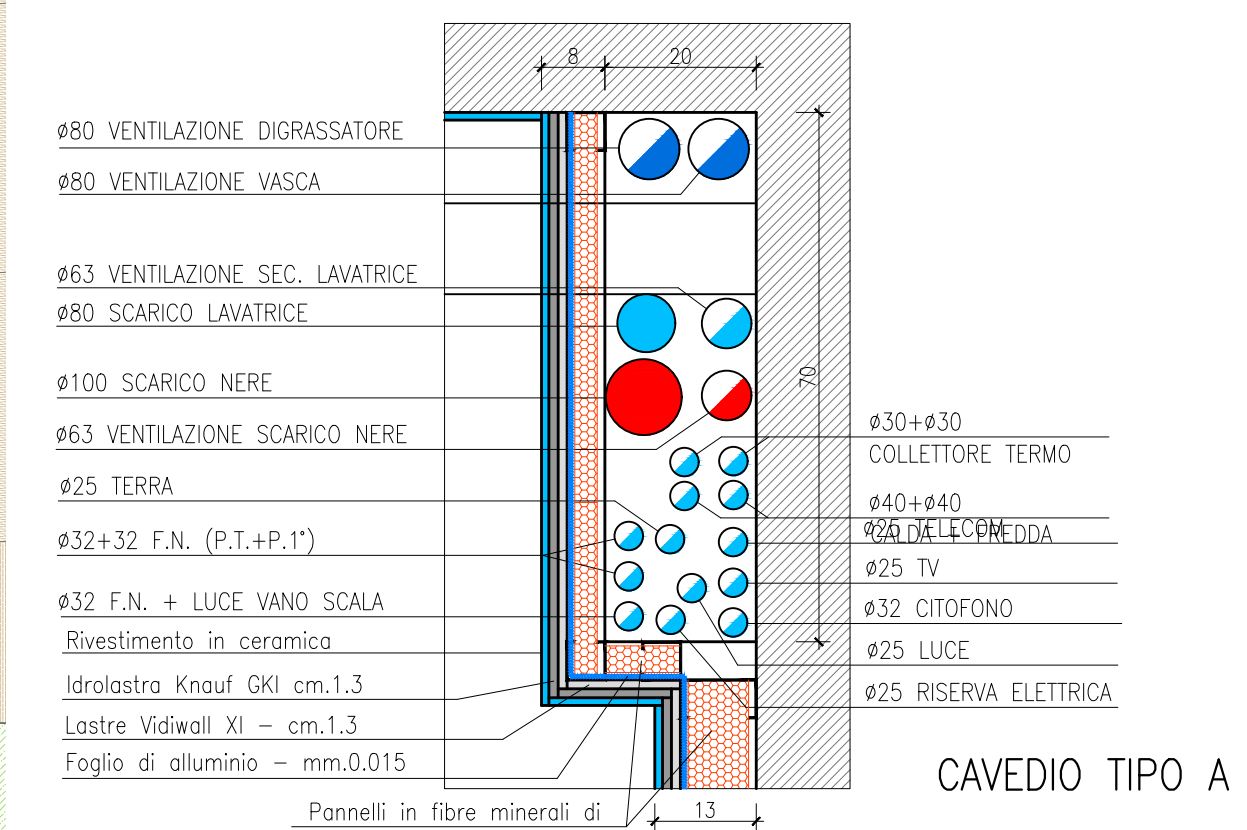 8
20
ø80 VENTILAZIONE DIGRASSATORE
ø80 VENTILAZIONE VASCA
ø63 VENTILAZIONE SEC. LAVATRICE
ø80 SCARICO LAVATRICE
ø100 SCARICO NERE
ø63 VENTILAZIONE SCARICO NERE
ø25 TERRA
ø32+32 F.N. (P.T.+P.1°)
ø32 F.N. + LUCE VANO SCALA
Rivestimento in ceramica
Idrolastra Knauf GKI cm.1.3
Lastre Vidiwall XI – cm.1.3
Foglio di alluminio – mm.0.015
Pannelli in fibre minerali di
70
ø30+ø30
COLLETTORE TERMO
ø40+ø40
CALDA + FREDDA
ø25 TELECOM
ø25 TV
ø32 CITOFONO
ø25 LUCE
ø25 RISERVA ELETTRICA
CAVEDIO TIPO A
13